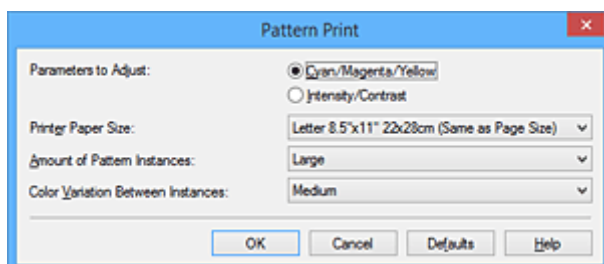 Pattern Print
Parameters to Adjust:
Cyan/Magenta/Yellow
Intensity/Contrast
Printer Paper Size:
Letter 8.5"x11" 22x28cm (Same as Page Size)
Amount of Pattern Instances:
Large
Color Variation Between Instances:
Medium
OK Cancel Defaults Help